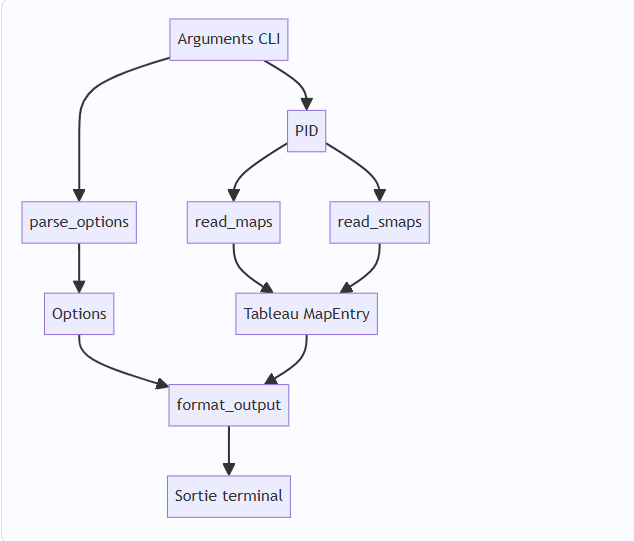 Arguments CLI
PID
parse_options
read_maps
read_smaps
Options
Tableau MapEntry
format_output
Sortie terminal